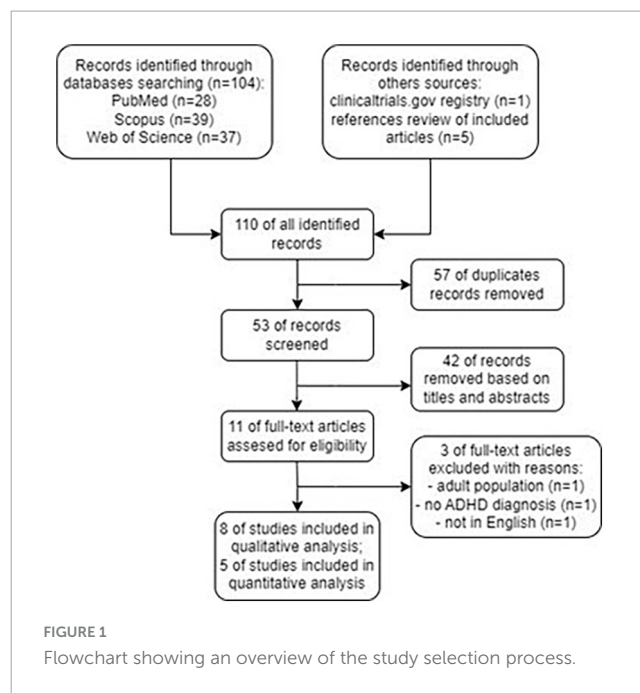 Records identified through
databases searching (n=104):
PubMed (n=28)
Scopus (n=39)
Web of Science (n=37)
Records identified through
others sources:
clinicaltrials.gov registry (n=1)
references review of included
articles (n=5)
110 of all identified
records
57 of duplicates
records removed
53 of records
screened
42 of records
removed based on
titles and abstracts
11 of full-text articles
assesed for eligibility
3 of full-text articles
excluded with reasons:
- adult population (n=1)
- no ADHD diagnosis (n=1)
- not in English (n=1)
8 of studies included in
qualitative analysis;
5 of studies included in
quantitative analysis
FIGURE 1
Flowchart showing an overview of the study selection process.